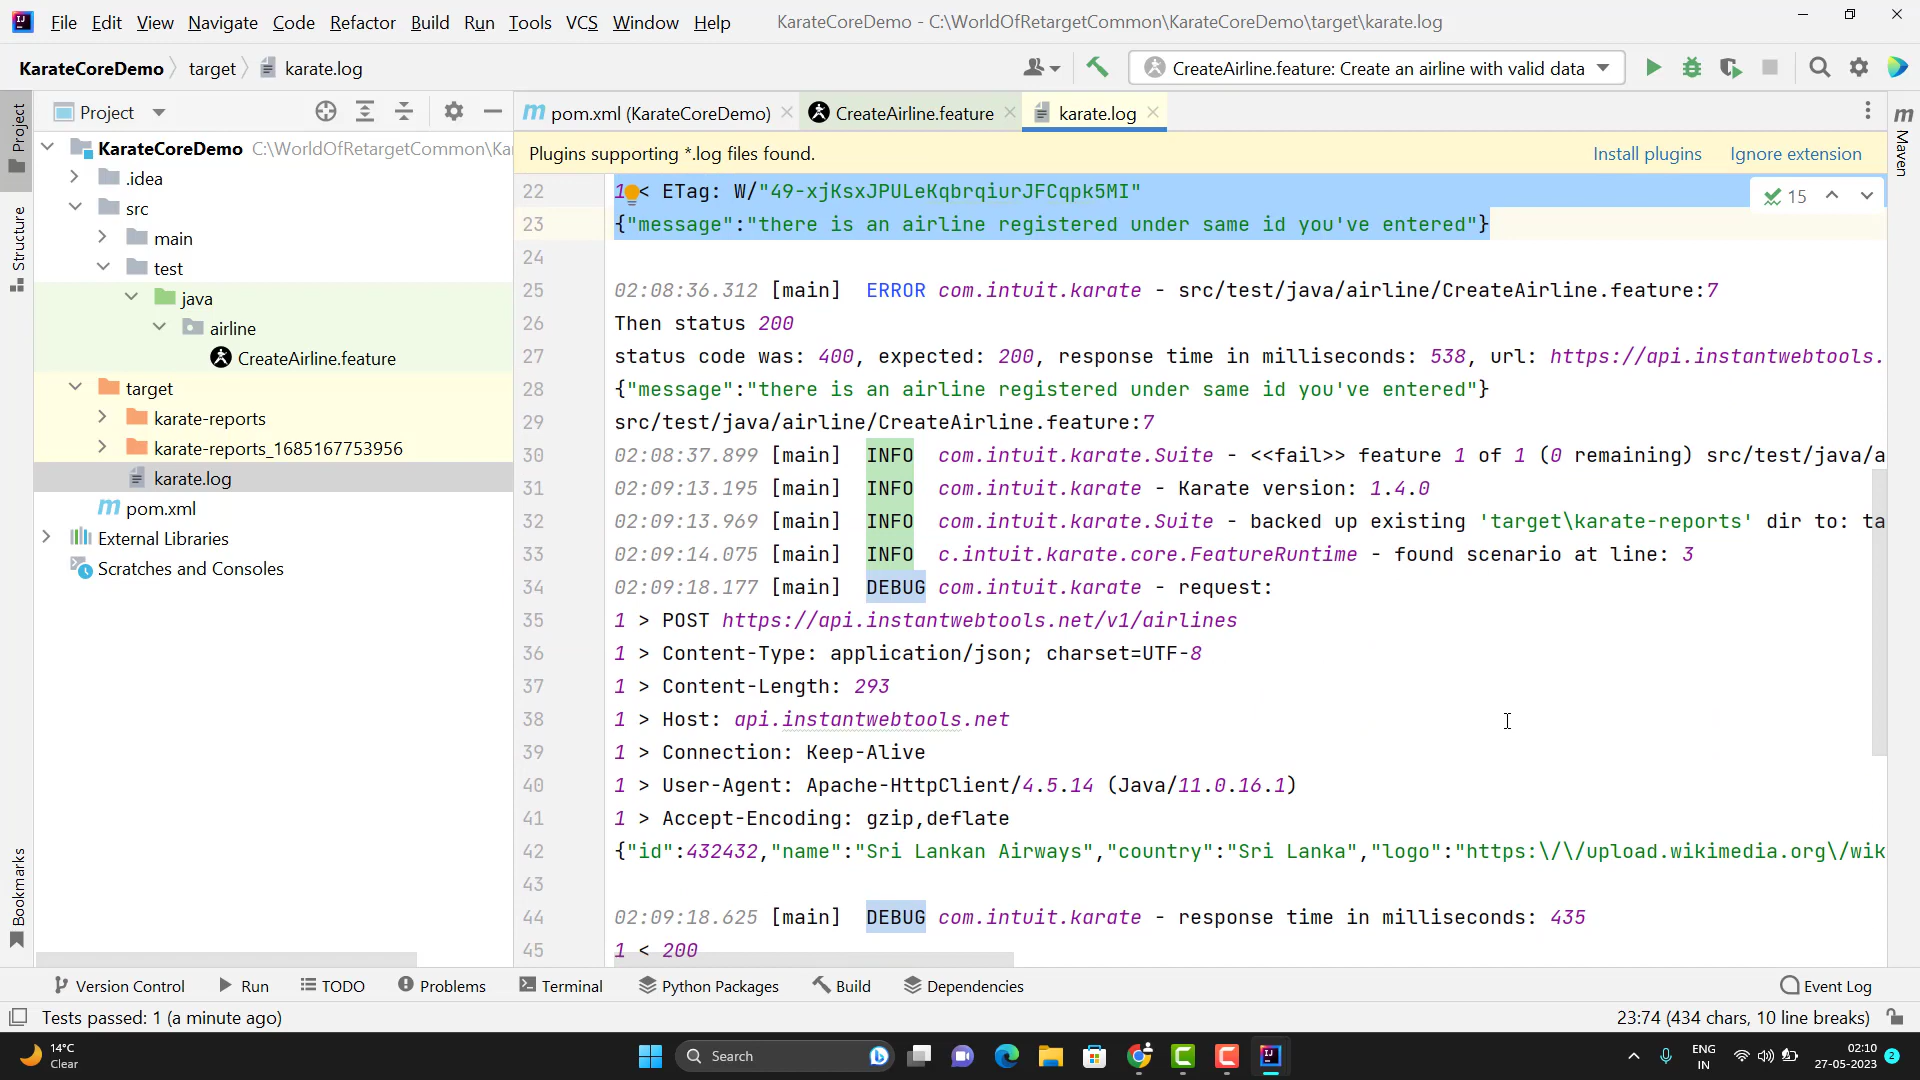 File Edit View Navigate Code Refactor Build Run Tools VCS Window Help KarateCoreDemo - C:\WorldOfRetargetCommon\KarateCoreDemo\target\karate.log
KarateCoreDemo target karate.log CreateAirline.feature: Create an airline with valid data
Project pom.xml (KarateCoreDemo) CreateAirline.feature karate.log
Plugins supporting *.log files found. Install plugins Ignore extension
Project
Structure
Bookmarks
Maven
KarateCoreDemo C:\WorldOfRetargetCommon\Kar
.idea
src
main
test
java
airline
CreateAirline.feature
target
karate-reports
karate-reports_1685167753956
karate.log
pom.xml
External Libraries
Scratches and Consoles
15
22 1 < ETag: W/"49-xjKsxJPULeKqbrqiurJFCqpk5MI"
23 {"message":"there is an airline registered under same id you've entered"}
24
25 02:08:36.312 [main] ERROR com.intuit.karate - src/test/java/airline/CreateAirline.feature:7
26 Then status 200
27 status code was: 400, expected: 200, response time in milliseconds: 538, url: https://api.instantwebtools.
28 {"message":"there is an airline registered under same id you've entered"}
29 src/test/java/airline/CreateAirline.feature:7
30 02:08:37.899 [main] INFO com.intuit.karate.Suite - <<fail>> feature 1 of 1 (0 remaining) src/test/java/a
31 02:09:13.195 [main] INFO com.intuit.karate - Karate version: 1.4.0
32 02:09:13.969 [main] INFO com.intuit.karate.Suite - backed up existing 'target\karate-reports' dir to: ta
33 02:09:14.075 [main] INFO c.intuit.karate.core.FeatureRuntime - found scenario at line: 3
34 02:09:18.177 [main] DEBUG com.intuit.karate - request:
35 1 > POST https://api.instantwebtools.net/v1/airlines
36 1 > Content-Type: application/json; charset=UTF-8
37 1 > Content-Length: 293
38 1 > Host: api.instantwebtools.net
39 1 > Connection: Keep-Alive
40 1 > User-Agent: Apache-HttpClient/4.5.14 (Java/11.0.16.1)
41 1 > Accept-Encoding: gzip,deflate
42 {"id":432432,"name":"Sri Lankan Airways","country":"Sri Lanka","logo":"https:\/\/upload.wikimedia.org\/wik
43
44 02:09:18.625 [main] DEBUG com.intuit.karate - response time in milliseconds: 435
45 1 < 200
Version Control Run TODO Problems Terminal Python Packages Build Dependencies Event Log
Tests passed: 1 (a minute ago) 23:74 (434 chars, 10 line breaks)
14°C
Clear
Search
ENG
IN
02:10
27-05-2023
2